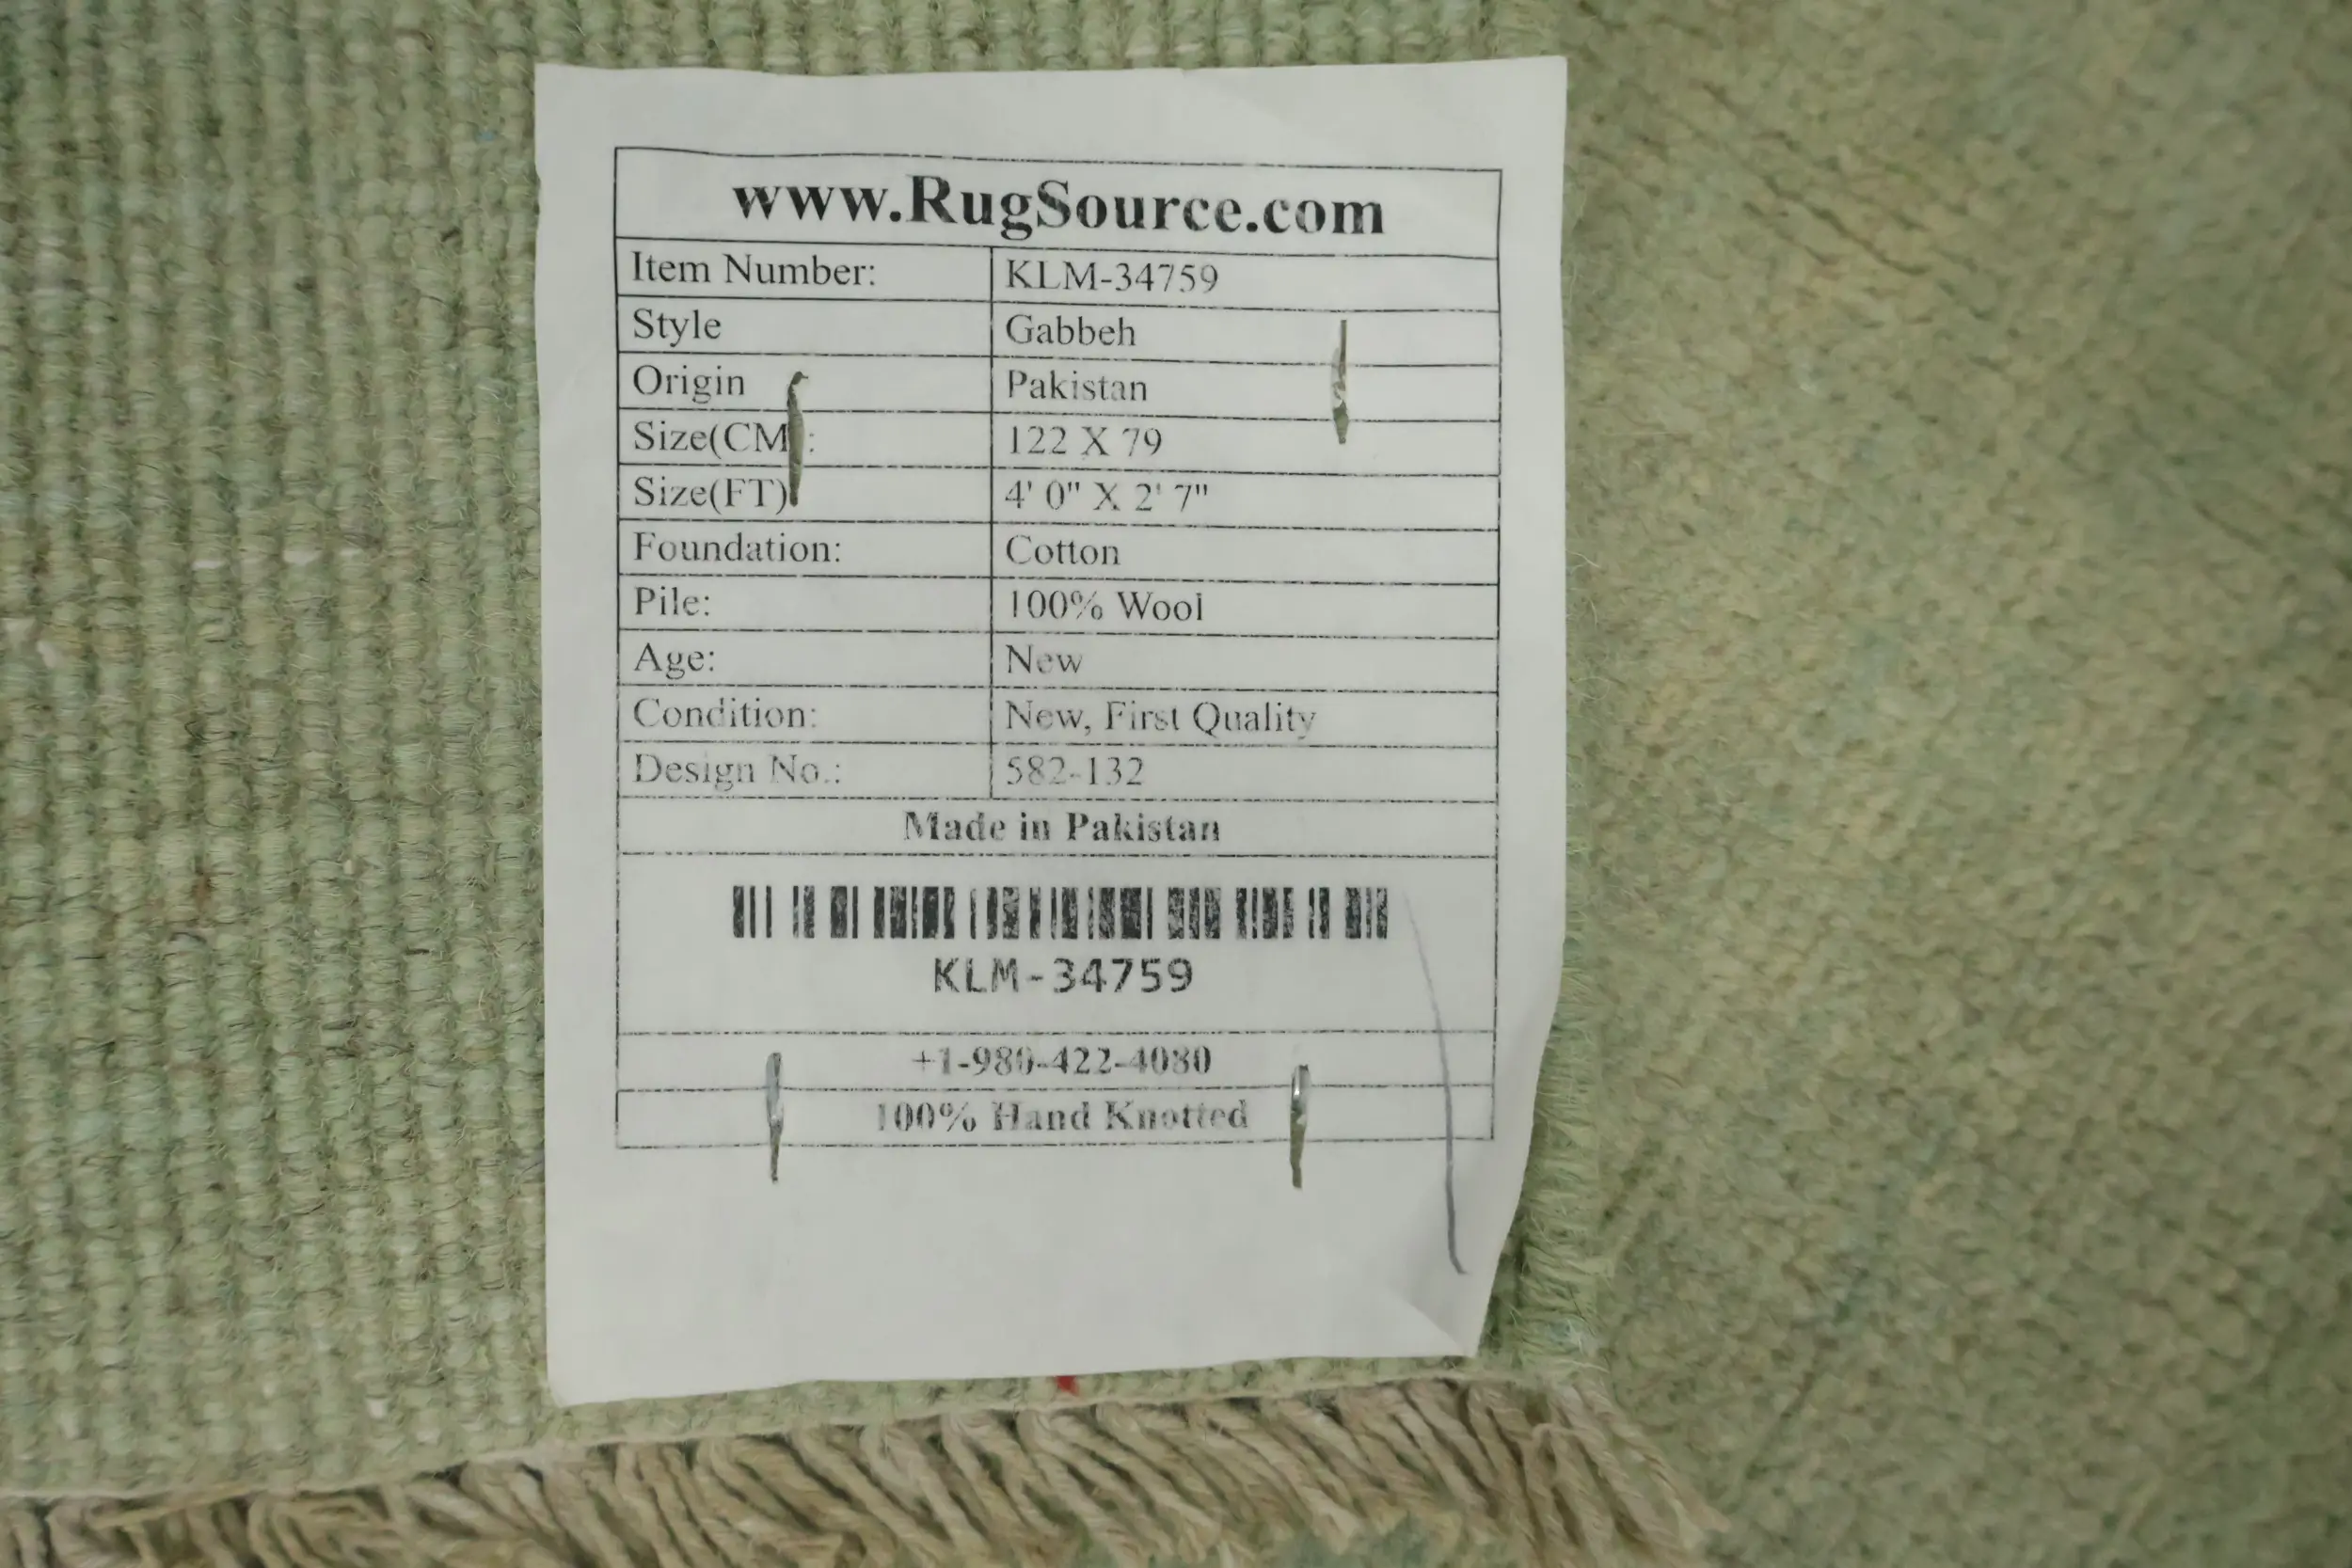 www.RugSource.com
Item Number: KLM-34759
Style Gabbeh
Origin Pakistan
Size(CM : 122 X 79
Size(FT) 4' 0" X 2' 7"
Foundation: Cotton
Pile: 100% Wool
Age: New
Condition: New, First Quality
Design No.: 582-132
Made in Pakistan
KLM-34759
+1-980-422-4080
100% Hand Knotted